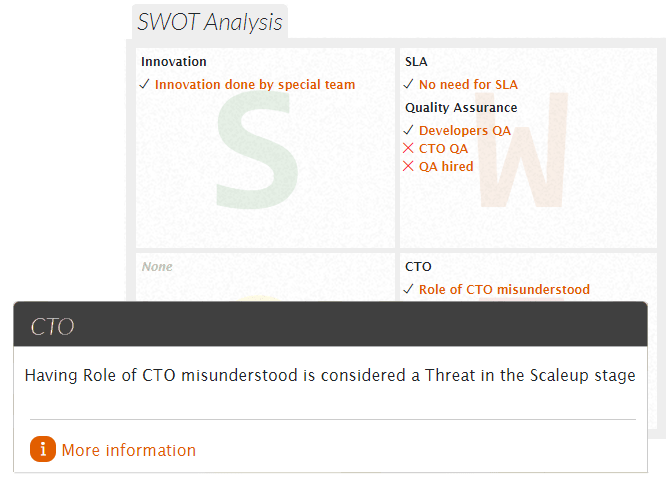 SWOT Analysis
Innovation
Innovation done by special team
S
SLA
No need for SLA
Quality Assurance
Developers QA
CTO QA
QA hired
W
None
CTO
Role of CTO misunderstood
CTO
Having Role of CTO misunderstood is considered a Threat in the Scaleup stage
i More information